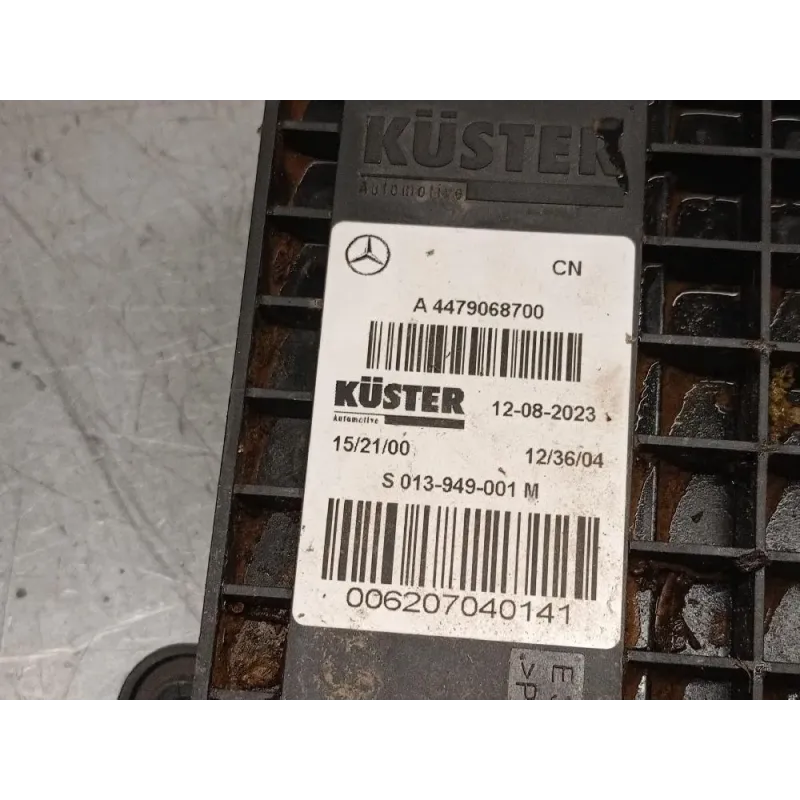 KÜSTER
Automotive
CN
A 4479068700
KÜSTER
Automotive
12-08-2023
15/21/00
12/36/04
S 013-949-001 M
006207040141
>P